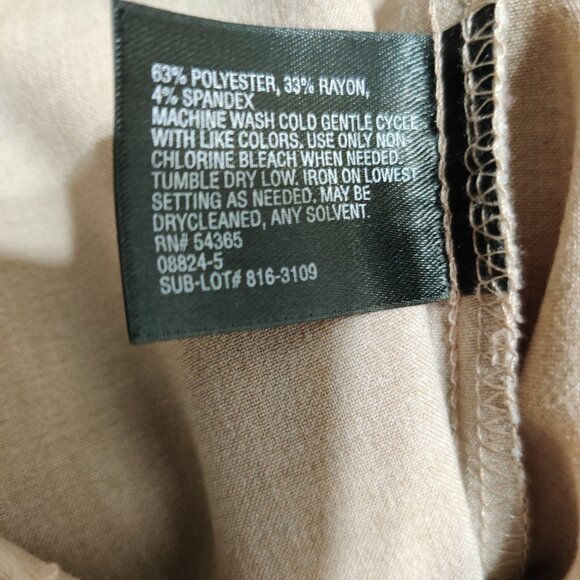 63% POLYESTER, 33% RAYON,
4% SPANDEX
MACHINE WASH COLD GENTLE CYCLE
WITH LIKE COLORS. USE ONLY NON-
CHLORINE BLEACH WHEN NEEDED.
TUMBLE DRY LOW. IRON ON LOWEST
SETTING AS NEEDED. MAY BE
DRYCLEANED, ANY SOLVENT.
RN# 54365
08824-5
SUB-LOT# 816-3109